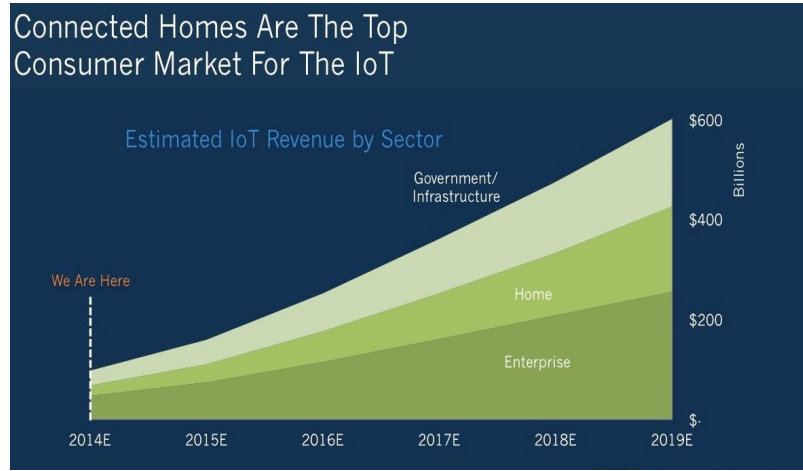 Connected Homes Are The Top
Consumer Market For The IoT
Estimated IoT Revenue by Sector
$600
Billions
Government/
Infrastructure
$400
We Are Here
Home
$200
Enterprise
$-
2014E 2015E 2016E 2017E 2018E 2019E